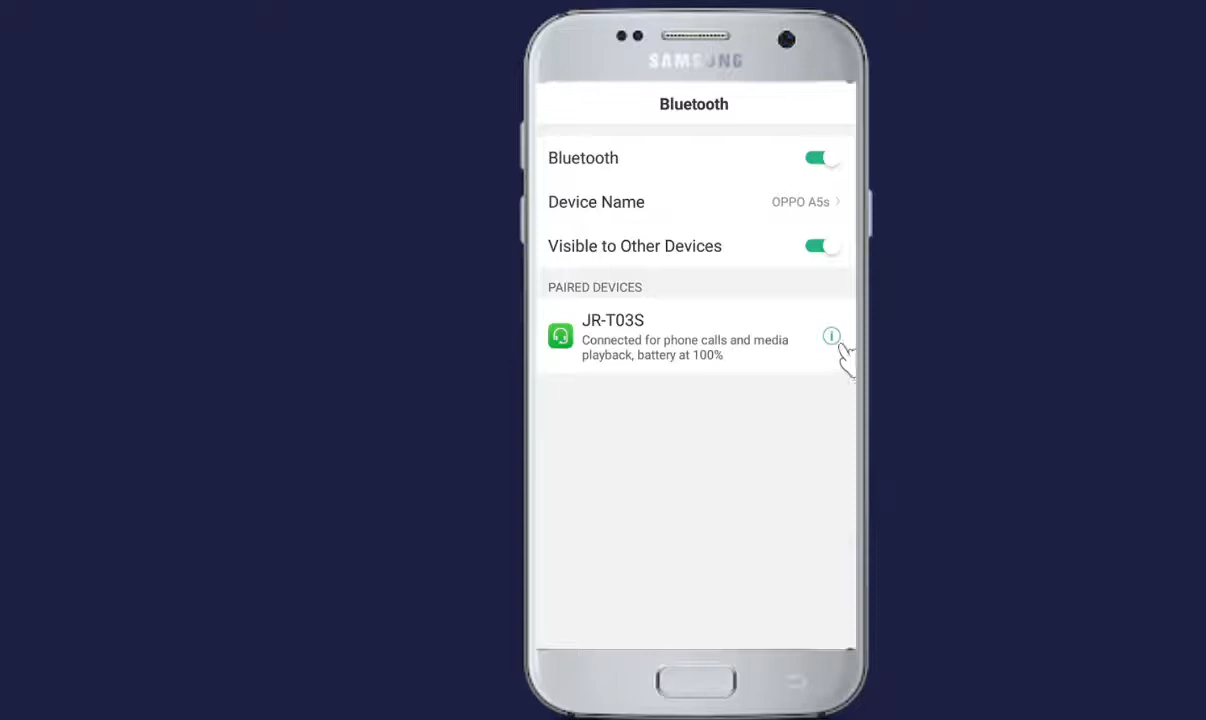 SAMSUNG
Bluetooth
Bluetooth
Device Name
OPPO A5s
Visible to Other Devices
PAIRED DEVICES
JR-T03S
Connected for phone calls and media
playback, battery at 100%